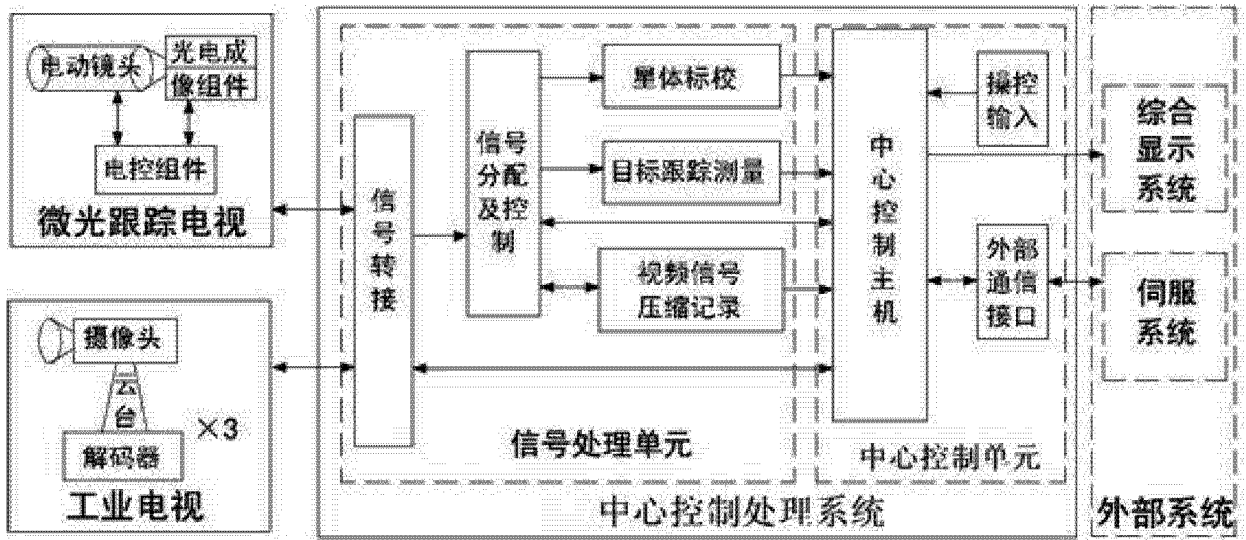 电动镜头
光电成
像组件
电控组件
微光跟踪电视
摄像头
云
台
×3
解码器
工业电视
信
号
转
接
信号
分配
及控
制
星体标校
目标跟踪测量
视频信号
压缩记录
信号处理单元
中
心
控
制
主
机
操控
输入
外部
通信
接口
中心控制单元
中心控制处理系统
综合
显示
系统
伺服
系统
外部系统